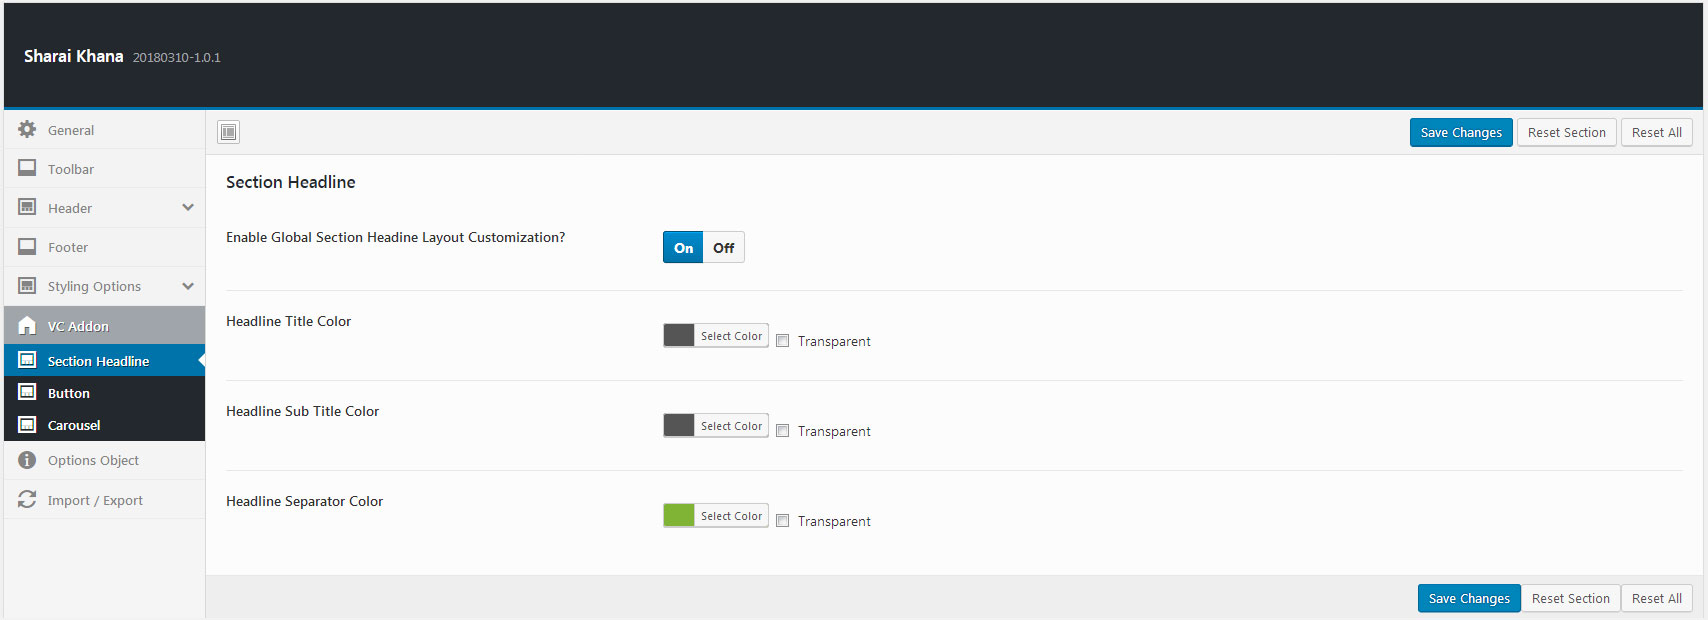 Sharai Khana 20180310-1.0.1
General
Toolbar
Header
Footer
Styling Options
VC Addon
Section Headline
Button
Carousel
Options Object
Import / Export
Save Changes Reset Section Reset All
Section Headline
Enable Global Section Headine Layout Customization? On Off
Headline Title Color Select Color Transparent
Headline Sub Title Color Select Color Transparent
Headline Separator Color Select Color Transparent
Save Changes Reset Section Reset All